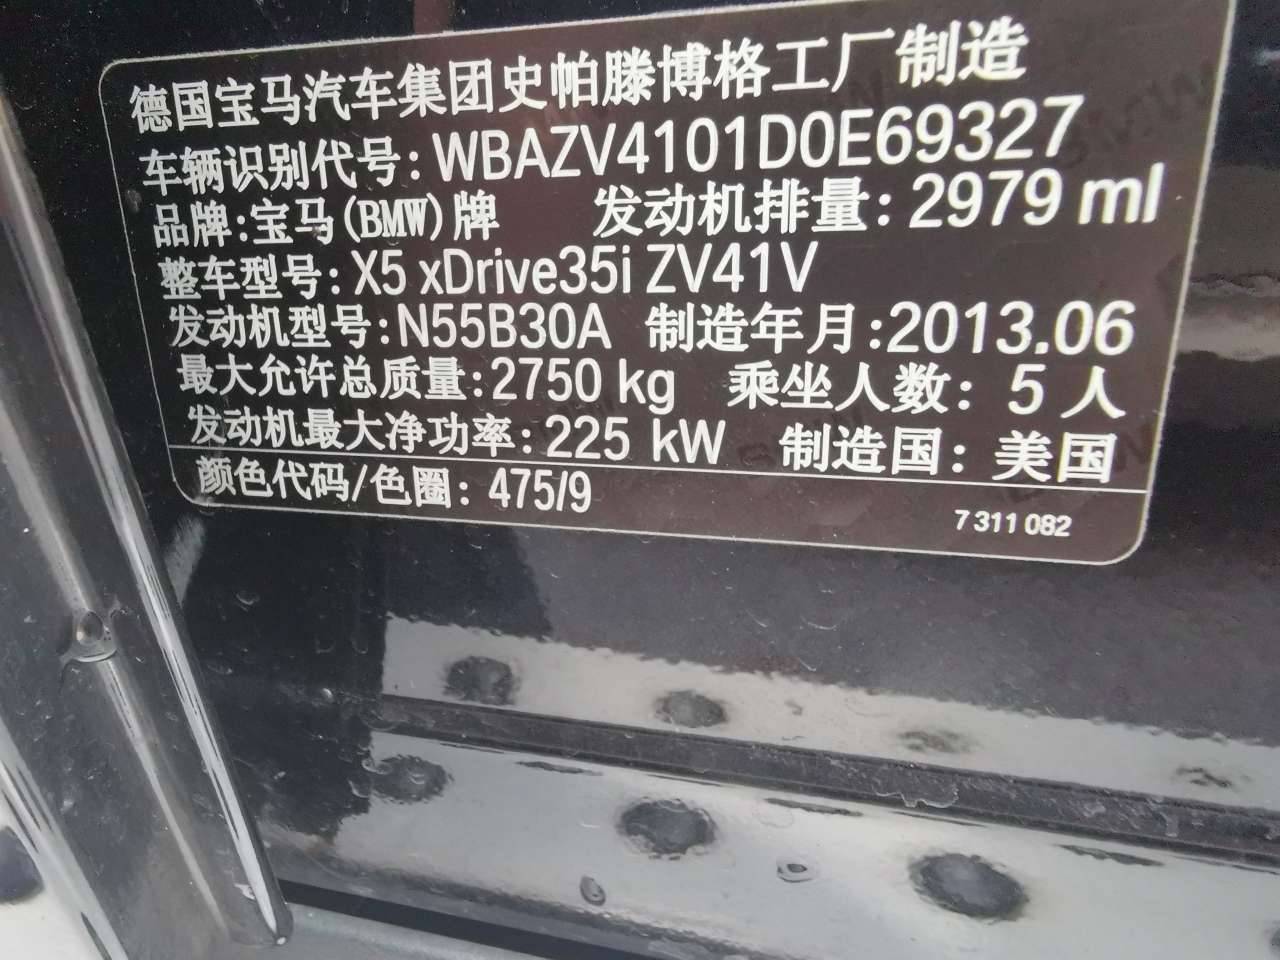 德国宝马汽车集团史帕滕博格工厂制造
车辆识别代号: WBAZV4101D0E69327
品牌:宝马(BMW)牌 发动机排量: 2979 ml
整车型号: X5 xDrive35i ZV41V
发动机型号:N55B30A 制造年月:2013.06
最大允许总质量:2750 kg 乘坐人数: 5 人
发动机最大净功率:225 kW 制造国: 美国
颜色代码/色圈: 475/9
7 311 082